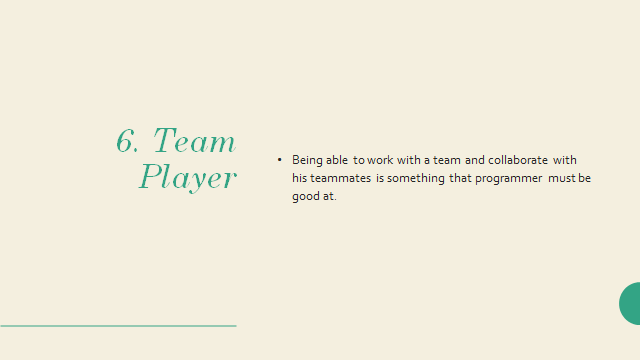 6. Team
Player
• Being able to work with a team and collaborate with
his teammates is something that programmer must be
good at.